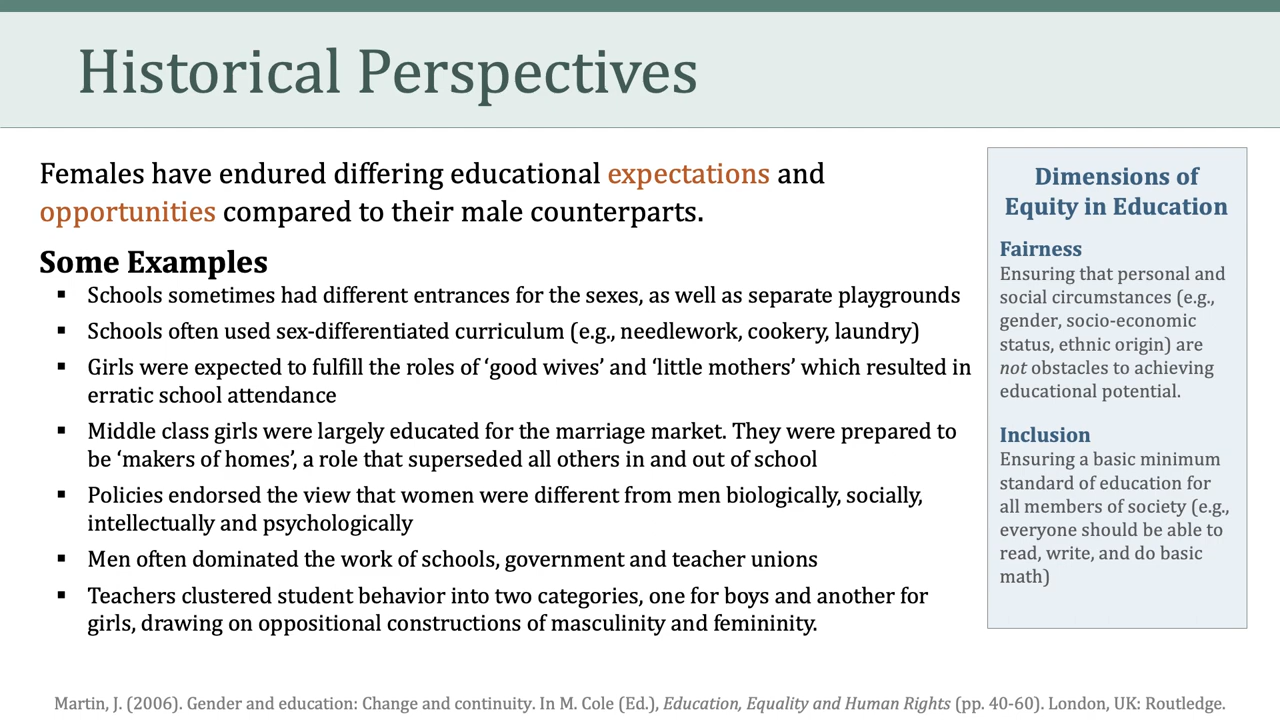 Historical Perspectives
Females have endured differing educational expectations and
opportunities compared to their male counterparts.
Some Examples
▪ Schools sometimes had different entrances for the sexes, as well as separate playgrounds
▪ Schools often used sex-differentiated curriculum (e.g., needlework, cookery, laundry)
▪ Girls were expected to fulfill the roles of ‘good wives’ and ‘little mothers’ which resulted in
erratic school attendance
▪ Middle class girls were largely educated for the marriage market. They were prepared to
be ‘makers of homes’, a role that superseded all others in and out of school
▪ Policies endorsed the view that women were different from men biologically, socially,
intellectually and psychologically
▪ Men often dominated the work of schools, government and teacher unions
▪ Teachers clustered student behavior into two categories, one for boys and another for
girls, drawing on oppositional constructions of masculinity and femininity.
Dimensions of
Equity in Education
Fairness
Ensuring that personal and
social circumstances (e.g.,
gender, socio-economic
status, ethnic origin) are
not obstacles to achieving
educational potential.
Inclusion
Ensuring a basic minimum
standard of education for
all members of society (e.g.,
everyone should be able to
read, write, and do basic
math)
Martin, J. (2006). Gender and education: Change and continuity. In M. Cole (Ed.), Education, Equality and Human Rights (pp. 40-60). London, UK: Routledge.